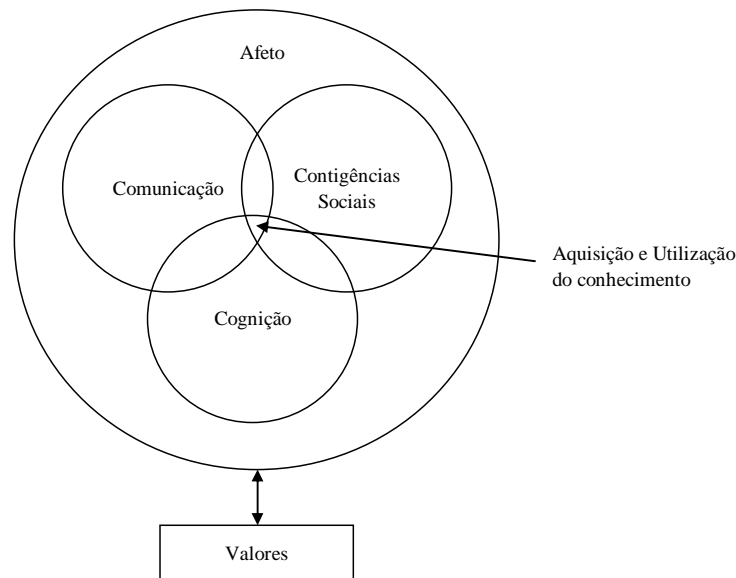 Afeto
Comunicação
Contigências
Sociais
Aquisição e Utilização
do conhecimento
Cognição
Valores